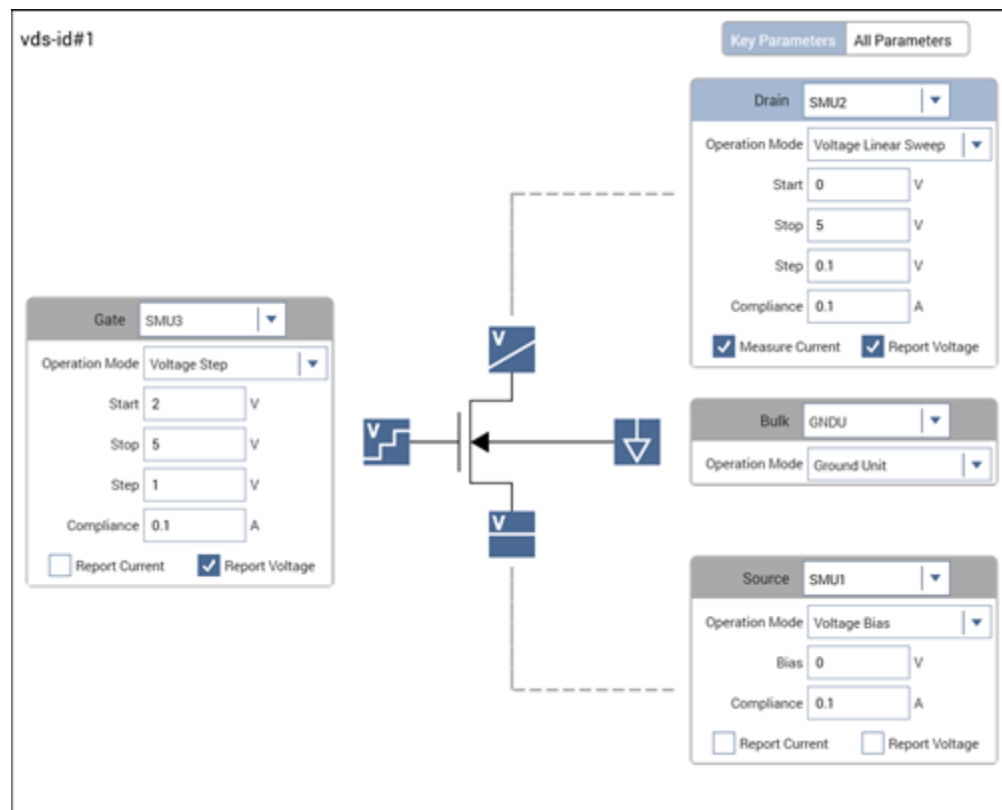 vds-id#1
Key Parameters All Parameters
Drain SMU2
Operation Mode Voltage Linear Sweep
Start 0 V
Stop 5 V
Step 0.1 V
Compliance 0.1 A
Measure Current Report Voltage
Gate SMU3
Operation Mode Voltage Step
Start 2 V
Stop 5 V
Step 1 V
Compliance 0.1 A
Report Current Report Voltage
V
V
V
Bulk GNDU
Operation Mode Ground Unit
Source SMU1
Operation Mode Voltage Bias
Bias 0 V
Compliance 0.1 A
Report Current Report Voltage